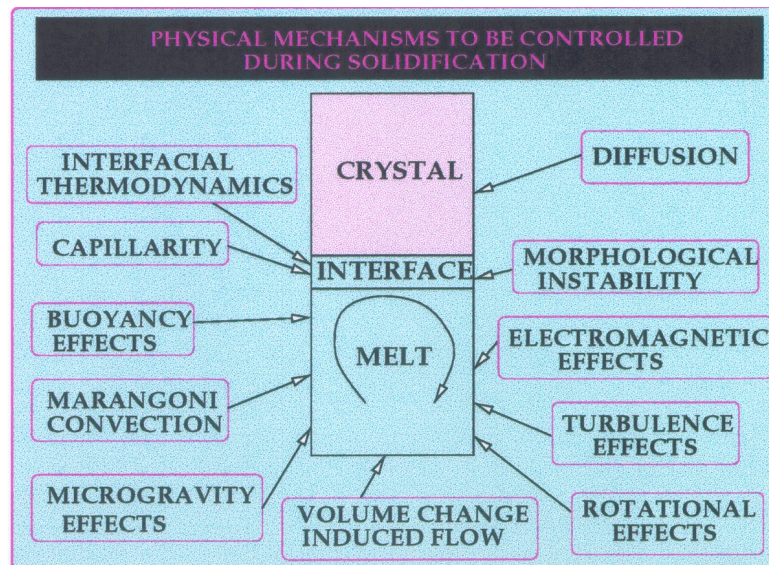 PHYSICAL MECHANISMS TO BE CONTROLLED
DURING SOLIDIFICATION
INTERFACIAL
THERMODYNAMICS
CAPILLARITY
BUOYANCY
EFFECTS
MARANGONI
CONVECTION
MICROGRAVITY
EFFECTS
CRYSTAL
INTERFACE
MELT
VOLUME CHANGE
INDUCED FLOW
DIFFUSION
MORPHOLOGICAL
INSTABILITY
ELECTROMAGNETIC
EFFECTS
TURBULENCE
EFFECTS
ROTATIONAL
EFFECTS